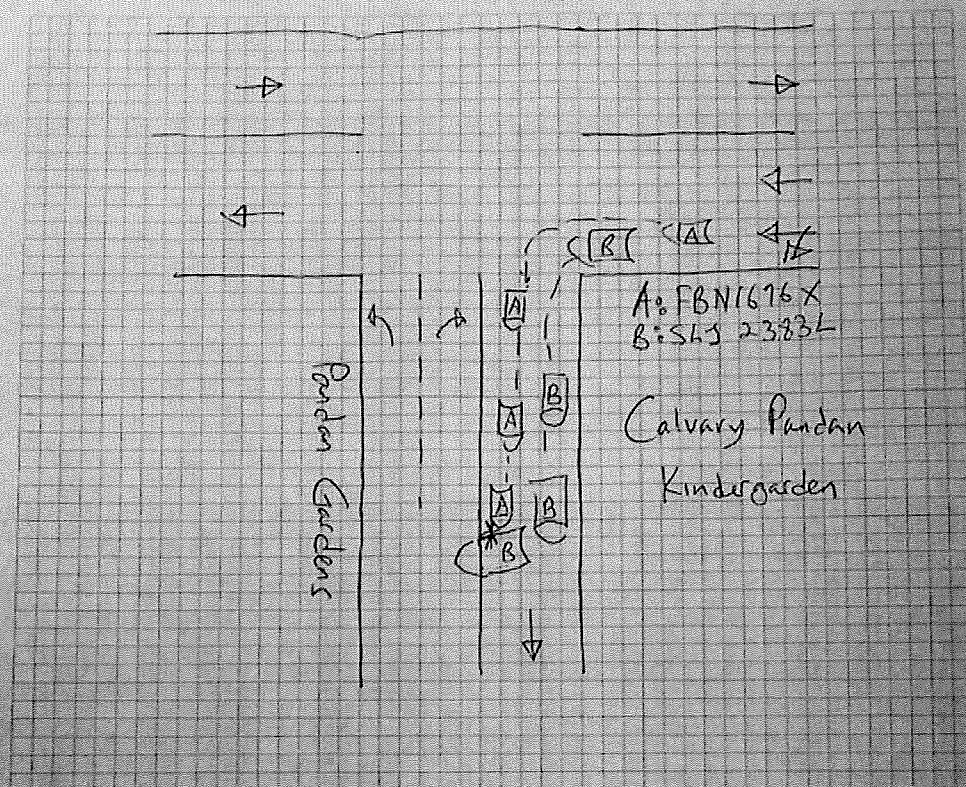 B
A
A
A: FBN1676X
B: SLJ 2383L
B
A
Calvary Pandan
Kindergarden
Pandan Gardens
A
B
B